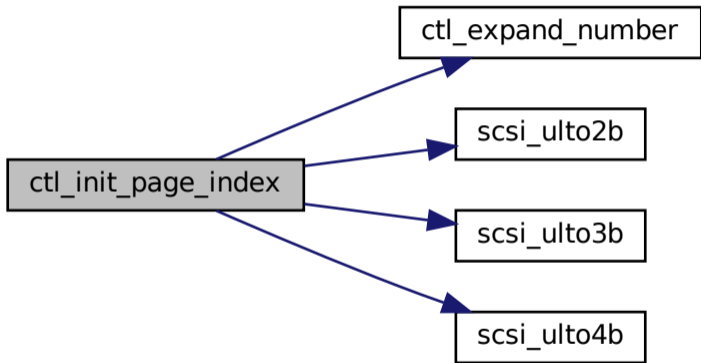 ctl_expand_number
scsi_ulto2b
ctl_init_page_index
scsi_ulto3b
scsi_ulto4b